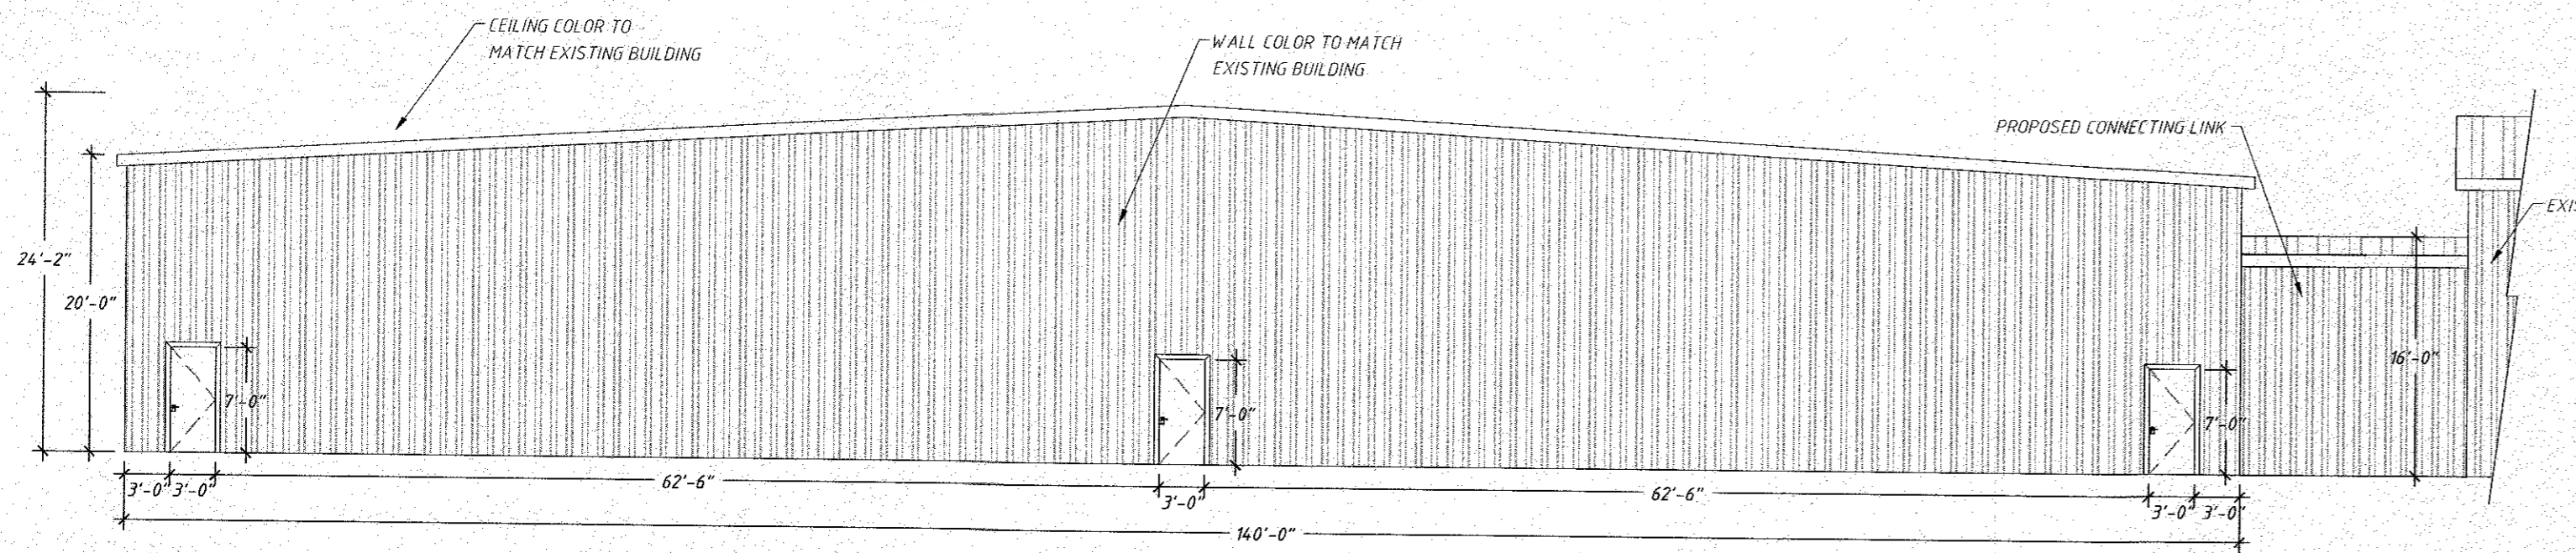 CEILING COLOR TO
MATCH EXISTING BUILDING
WALL COLOR TO MATCH
EXISTING BUILDING
PROPOSED CONNECTING LINK
EXIS
24'-2"
20'-0"
7'-0"
7'-0"
7'-0"
16'-0"
3'-0"
3'-0"
62'-6"
3'-0"
62'-6"
3'-0"
3'-0"
140'-0"